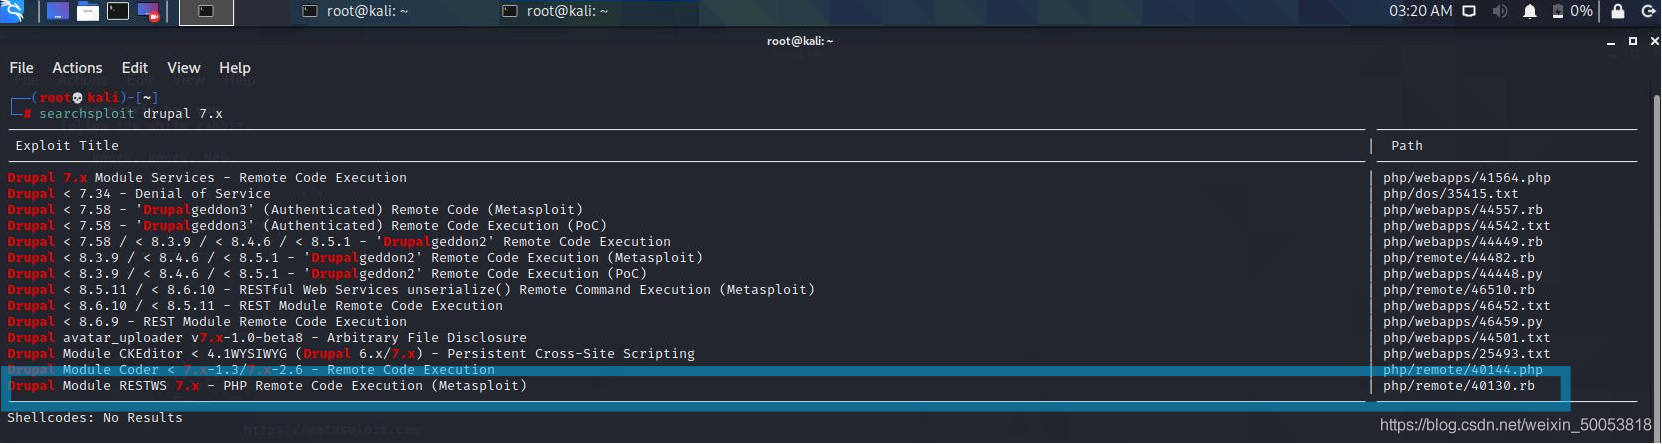 root@kali: ~
root@kali: ~
03:20 AM
0%
root@kali: ~
File Actions Edit View Help
(root💀kali)-[~]
# searchsploit drupal 7.x
Exploit Title | Path
Drupal 7.x Module Services - Remote Code Execution | php/webapps/41564.php
Drupal < 7.34 - Denial of Service | php/dos/35415.txt
Drupal < 7.58 - 'Drupalgeddon3' (Authenticated) Remote Code (Metasploit) | php/webapps/44557.rb
Drupal < 7.58 - 'Drupalgeddon3' (Authenticated) Remote Code Execution (PoC) | php/webapps/44542.txt
Drupal < 7.58 / < 8.3.9 / < 8.4.6 / < 8.5.1 - 'Drupalgeddon2' Remote Code Execution | php/webapps/44449.rb
Drupal < 8.3.9 / < 8.4.6 / < 8.5.1 - 'Drupalgeddon2' Remote Code Execution (Metasploit) | php/remote/44482.rb
Drupal < 8.3.9 / < 8.4.6 / < 8.5.1 - 'Drupalgeddon2' Remote Code Execution (PoC) | php/webapps/44448.py
Drupal < 8.5.11 / < 8.6.10 - RESTful Web Services unserialize() Remote Command Execution (Metasploit) | php/remote/46510.rb
Drupal < 8.6.10 / < 8.5.11 - REST Module Remote Code Execution | php/webapps/46452.txt
Drupal < 8.6.9 - REST Module Remote Code Execution | php/webapps/46459.py
Drupal avatar_uploader v7.x-1.0-beta8 - Arbitrary File Disclosure | php/webapps/44501.txt
Drupal Module CKEditor < 4.1WYSIWYG (Drupal 6.x/7.x) - Persistent Cross-Site Scripting | php/webapps/25493.txt
Drupal Module Coder < 7.x-1.3/7.x-2.6 - Remote Code Execution | php/remote/40144.php
Drupal Module RESTWS 7.x - PHP Remote Code Execution (Metasploit) | php/remote/40130.rb
Shellcodes: No Results
https://metasploit.com
https://blog.csdn.net/weixin_50053818